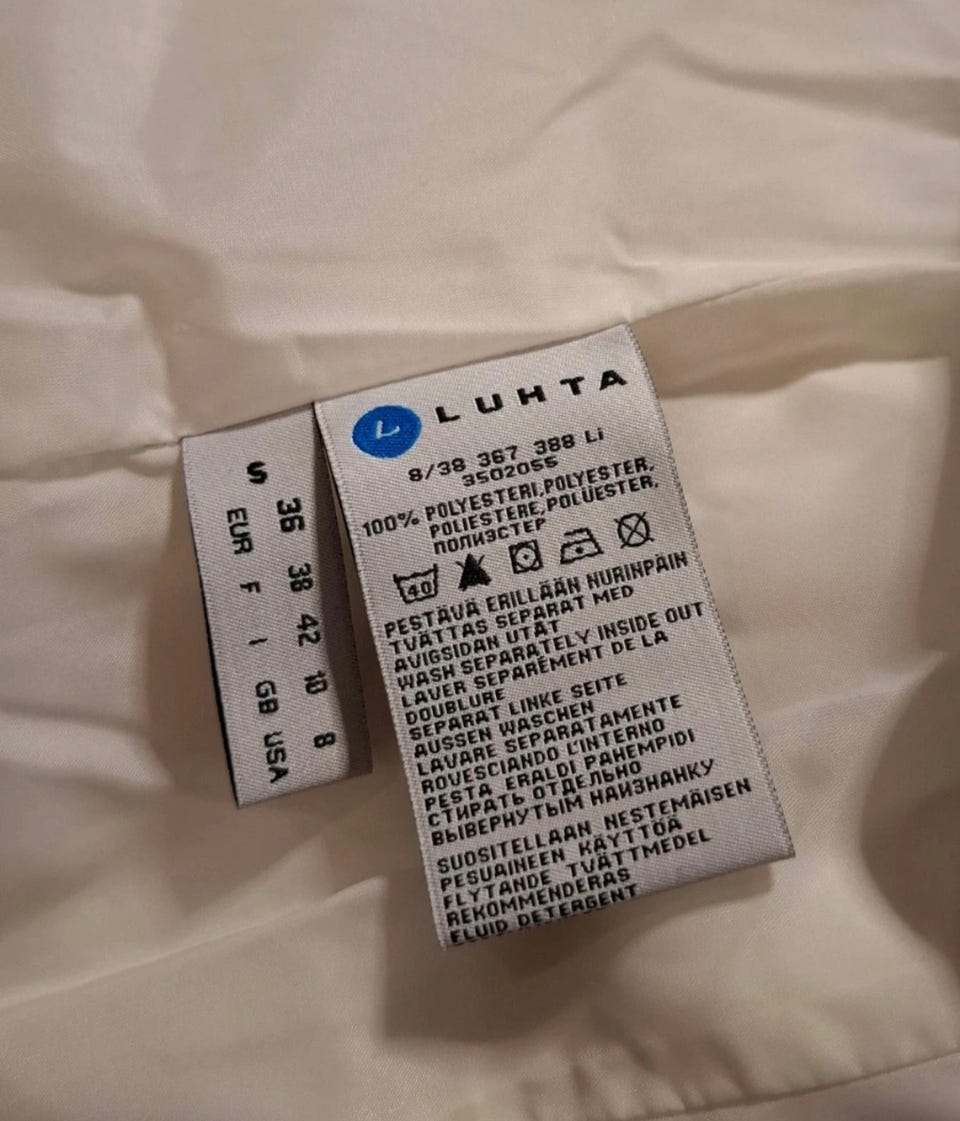 S
36 38 42 10 8
EUR F I GB USA
L LUHTA
8/38 367 388 Li
3502055
100% POLYESTERI,POLYESTER,
POLIESTERE,POLÜESTER,
ПОЛИЭСТЕР
40
PESTÄVÄ ERILLÄÄN NURINPÄIN
TVÄTTAS SEPARAT MED
AVIGSIDAN UTÅT
WASH SEPARATELY INSIDE OUT
LAVER SEPARÉMENT DE LA
DOUBLURE
SEPARAT LINKE SEITE
AUSSEN WASCHEN
LAVARE SEPARATAMENTE
ROVESCIANDO L'INTERNO
PESTA ERALDI PAHEMPIDI
СТИРАТЬ ОТДЕЛЬНО
ВЫВЕРНУТЫМ НАИЗНАНКУ
SUOSITELLAAN NESTEMÄISEN
PESUAINEEN KÄYTTÖÄ
FLYTANDE TVÄTTMEDEL
REKOMMENDERAS
FLUID DETERGENT